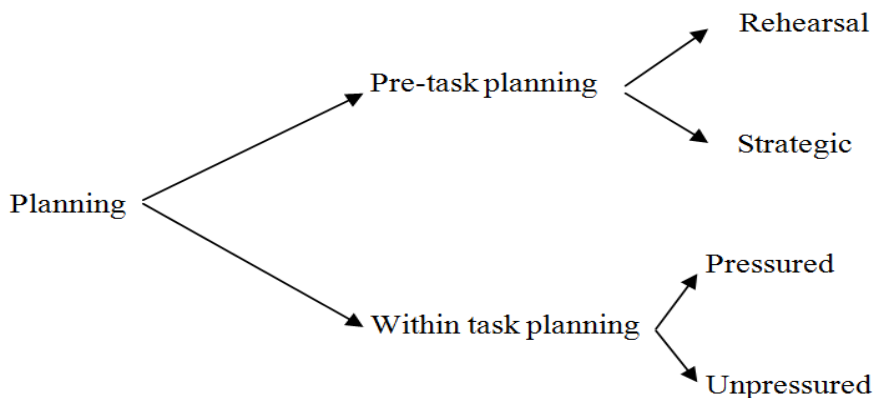 Rehearsal
Pre-task planning
Strategic
Planning
Pressured
Within task planning
Unpressured